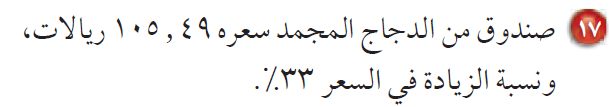 ١٧ صندوق من الدجاج المجمد سعره ١٠٥,٤٩ ريالات،
ونسبة الزيادة في السعر ٣٣٪.